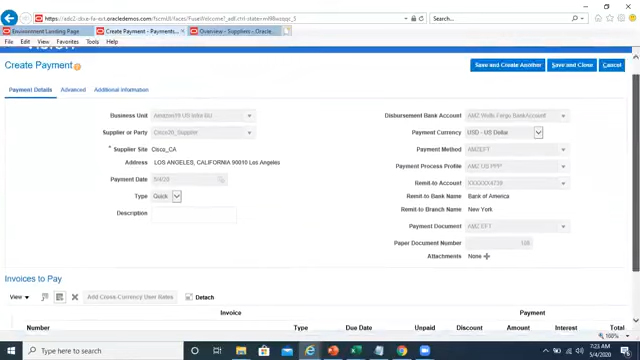 https://adc2-
oracledemos.com/fscmUI/faces/FuseWelcome?_adf.ctrl-state=
Search...
Environment Landing Page
Create Payment - Payments...
Overview - Suppliers - Oracle...
File Edit View Favorites Tools Help
Create Payment
Save and Create Another
Save and Close
Cancel
Payment Details
Advanced
Additional Information
Business Unit Amazon19 US Infra BU
Supplier or Party Cisco20_Supplier
* Supplier Site Cisco_CA
Address LOS ANGELES, CALIFORNIA 90010 Los Angeles
Payment Date 5/4/20
Type Quick
Description
Disbursement Bank Account AMZ Wells Fargo BankAccount
Payment Currency USD - US Dollar
Payment Method AMZEFT
Payment Process Profile AMZ US PPP
Remit-to Account XXXXXX4739
Remit-to Bank Name Bank of America
Remit-to Branch Name New York
Payment Document AMZ EFT
Paper Document Number
Attachments None
Invoices to Pay
View
Add Cross-Currency User Rates
Detach
Invoice Payment
Number Type Due Date Unpaid Discount Amount Interest Total
100%
Type here to search
7:23 AM
5/4/2020